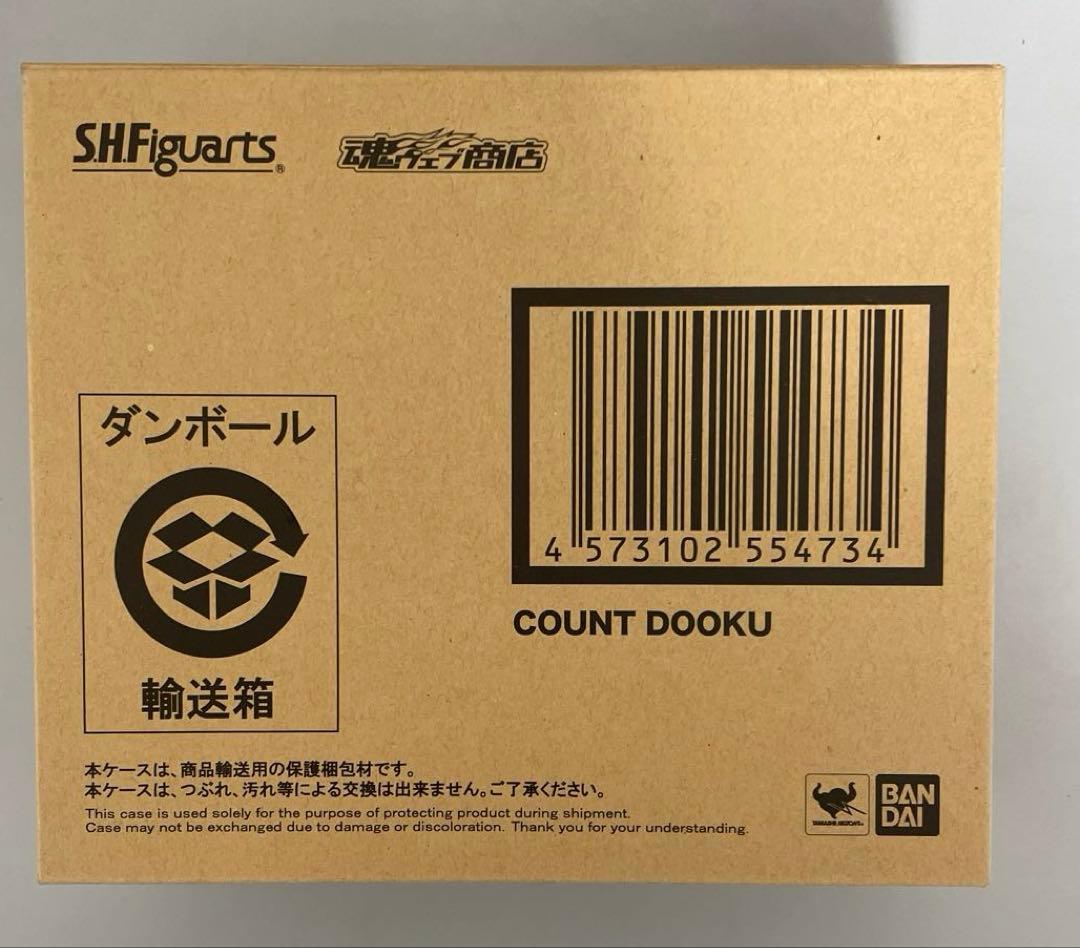 S.H.Figuarts®
魂ウェブ商店
4 573102 554734
COUNT DOOKU
ダンボール
輸送箱
本ケースは、商品輸送用の保護梱包材です。
本ケースは、つぶれ、汚れ等による交換は出来ません。ご了承ください。
This case is used solely for the purpose of protecting product during shipment.
Case may not be exchanged due to damage or discoloration. Thank you for your understanding.
TAMASHII NATIONS
BAN
DAI